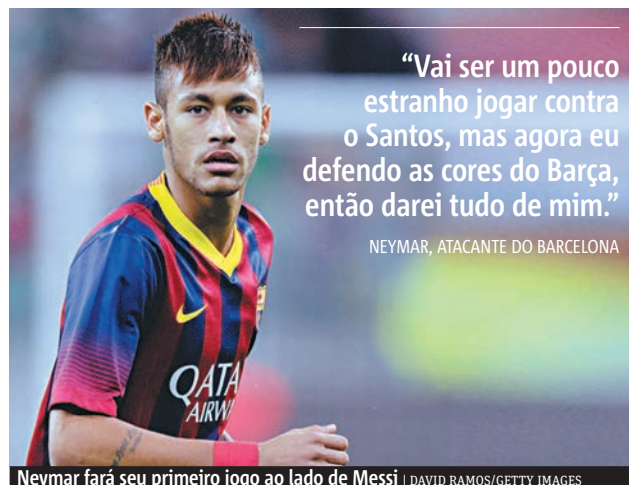 “Vai ser um pouco
estranho jogar contra
o Santos, mas agora eu
defendo as cores do Barça,
então darei tudo de mim.”
NEYMAR, ATACANTE DO BARCELONA
QATAR
AIRWAYS
Neymar fará seu primeiro jogo ao lado de Messi | DAVID RAMOS/GETTY IMAGES